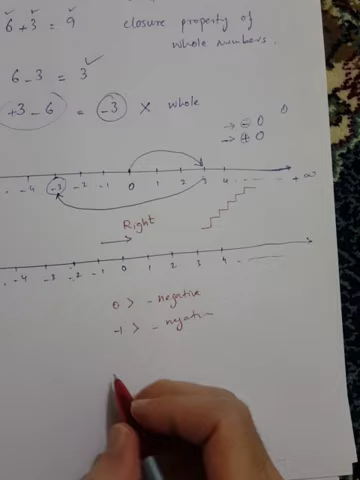 6 + 3 = 9 closure property of
whole numbers.
6 - 3 = 3
+3 - 6 = -3 × whole
0
→ ⊖ 0
→ ⊕ 0
-4 -3 -2 -1 0 1 2 3 4 + ∞
Right
-4 -3 -2 -1 0 1 2 3 4
0 > - negative
-1 > - negative